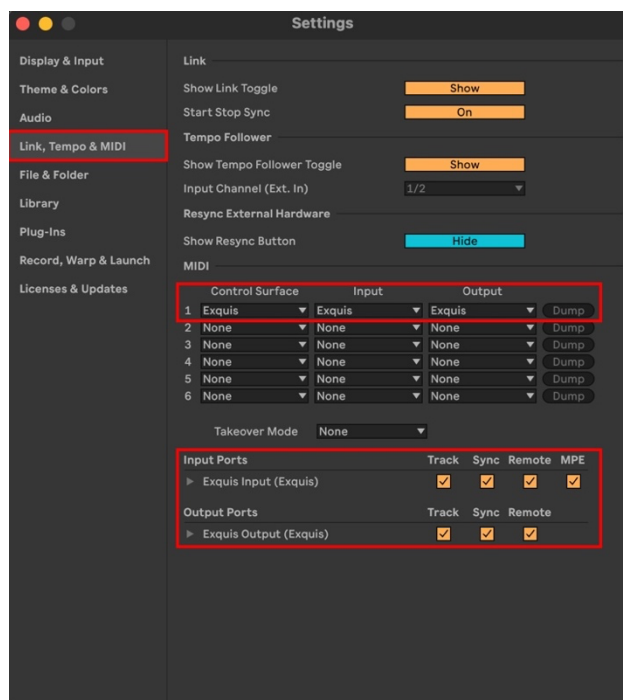 Settings
Display & Input
Theme & Colors
Audio
Link, Tempo & MIDI
File & Folder
Library
Plug-Ins
Record, Warp & Launch
Licenses & Updates
Link
Show Link Toggle Show
Start Stop Sync On
Tempo Follower
Show Tempo Follower Toggle Show
Input Channel (Ext. In) 1/2
Resync External Hardware
Show Resync Button Hide
MIDI
Control Surface Input Output
1 Exquis Exquis Exquis Dump
2 None None None Dump
3 None None None Dump
4 None None None Dump
5 None None None Dump
6 None None None Dump
Takeover Mode None
Input Ports Track Sync Remote MPE
Exquis Input (Exquis)
Output Ports Track Sync Remote
Exquis Output (Exquis)